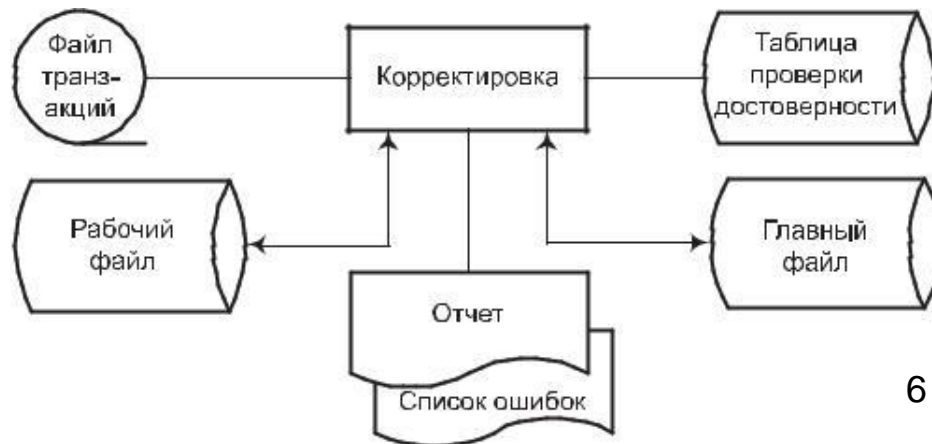 Файл
транз-
акций
Корректировка
Таблица
проверки
достоверности
Рабочий
файл
Главный
файл
Отчет
Список ошибок
6